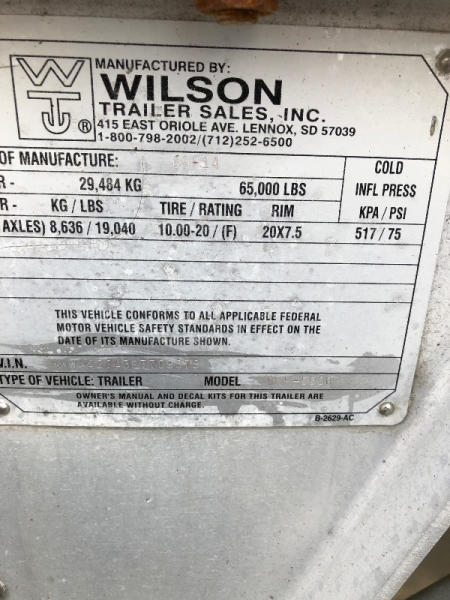 MANUFACTURED BY:
WILSON
TRAILER SALES, INC.
415 EAST ORIOLE AVE. LENNOX, SD 57039
1-800-798-2002/(712)252-6500
WT ®
OF MANUFACTURE:
COLD
R- 29,484 KG 65,000 LBS INFL PRESS
R- KG / LBS TIRE / RATING RIM KPA / PSI
AXLES) 8,636 / 19,040 10.00-20 / (F) 20X7.5 517 / 75
THIS VEHICLE CONFORMS TO ALL APPLICABLE FEDERAL
MOTOR VEHICLE SAFETY STANDARDS IN EFFECT ON THE
DATE OF ITS MANUFACTURE SHOWN.
V.I.N.
TYPE OF VEHICLE: TRAILER MODEL
OWNER'S MANUAL AND DECAL KITS FOR THIS TRAILER ARE
AVAILABLE WITHOUT CHARGE.
B-2629-AC